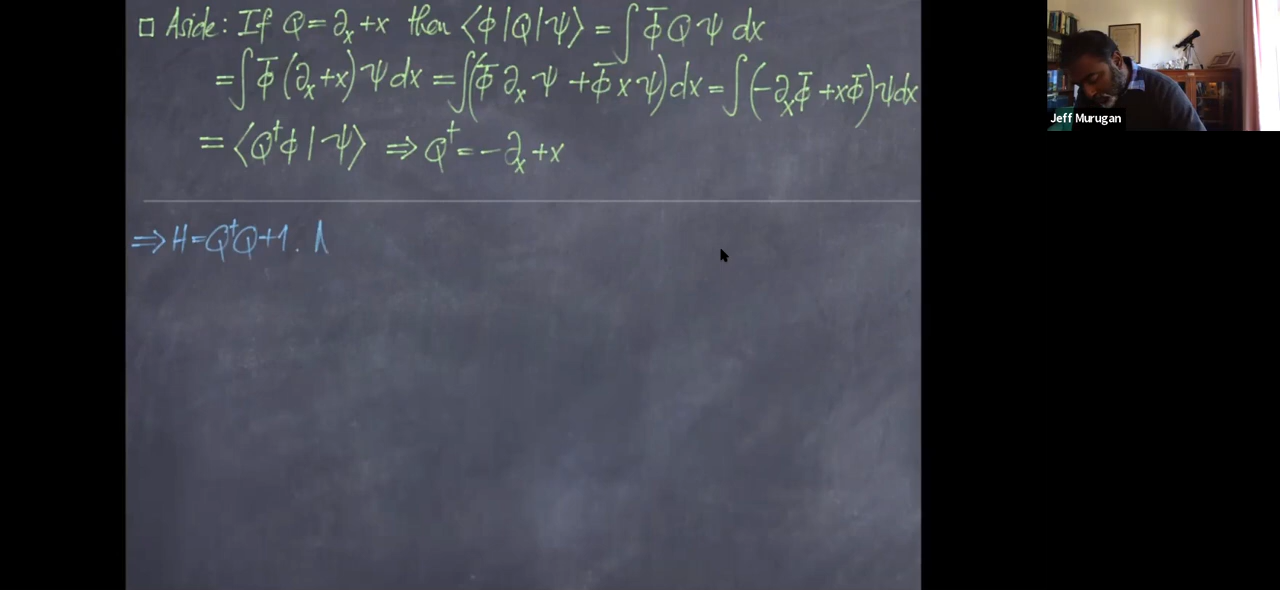 □ Aside: If Q = ∂ₓ + x then ⟨ϕ|Q|ψ⟩ = ∫ ϕ̄ Q ψ dx
= ∫ ϕ̄ (∂ₓ + x) ψ dx = ∫ (ϕ̄ ∂ₓ ψ + ϕ̄ x ψ) dx = ∫ (-∂ₓ ϕ̄ + x ϕ̄) ψ dx
= ⟨Q†ϕ | ψ⟩ ⇒ Q† = -∂ₓ + x
⇒ H = Q†Q + 1.
Jeff Murugan